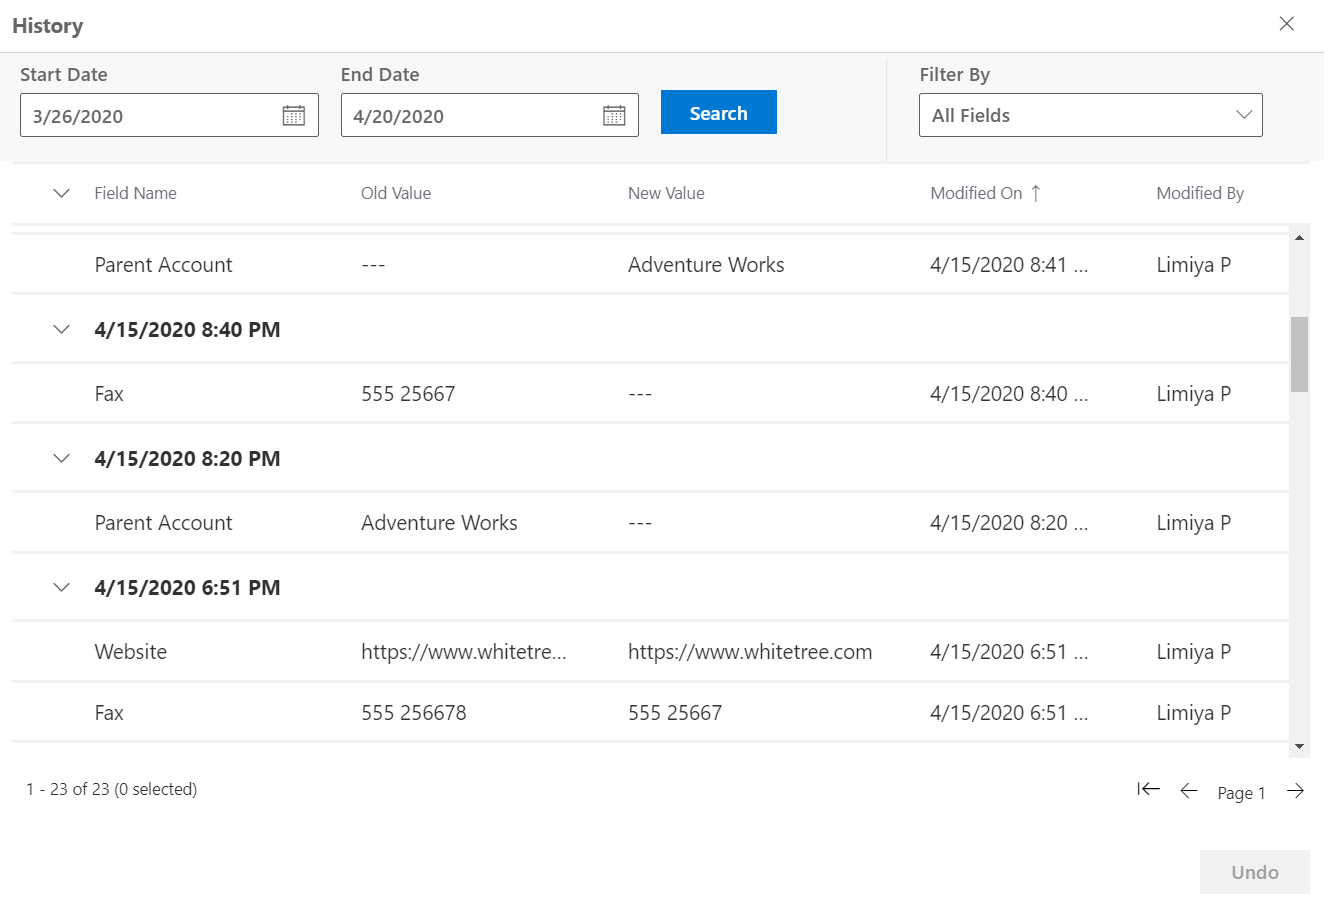 History
Start Date End Date Filter By
3/26/2020 4/20/2020 Search All Fields
Field Name Old Value New Value Modified On ↑ Modified By
Parent Account --- Adventure Works 4/15/2020 8:41 ... Limiya P
4/15/2020 8:40 PM
Fax 555 25667 --- 4/15/2020 8:40 ... Limiya P
4/15/2020 8:20 PM
Parent Account Adventure Works --- 4/15/2020 8:20 ... Limiya P
4/15/2020 6:51 PM
Website https://www.whitetre... https://www.whitetree.com 4/15/2020 6:51 ... Limiya P
Fax 555 256678 555 25667 4/15/2020 6:51 ... Limiya P
1 - 23 of 23 (0 selected) Page 1
Undo